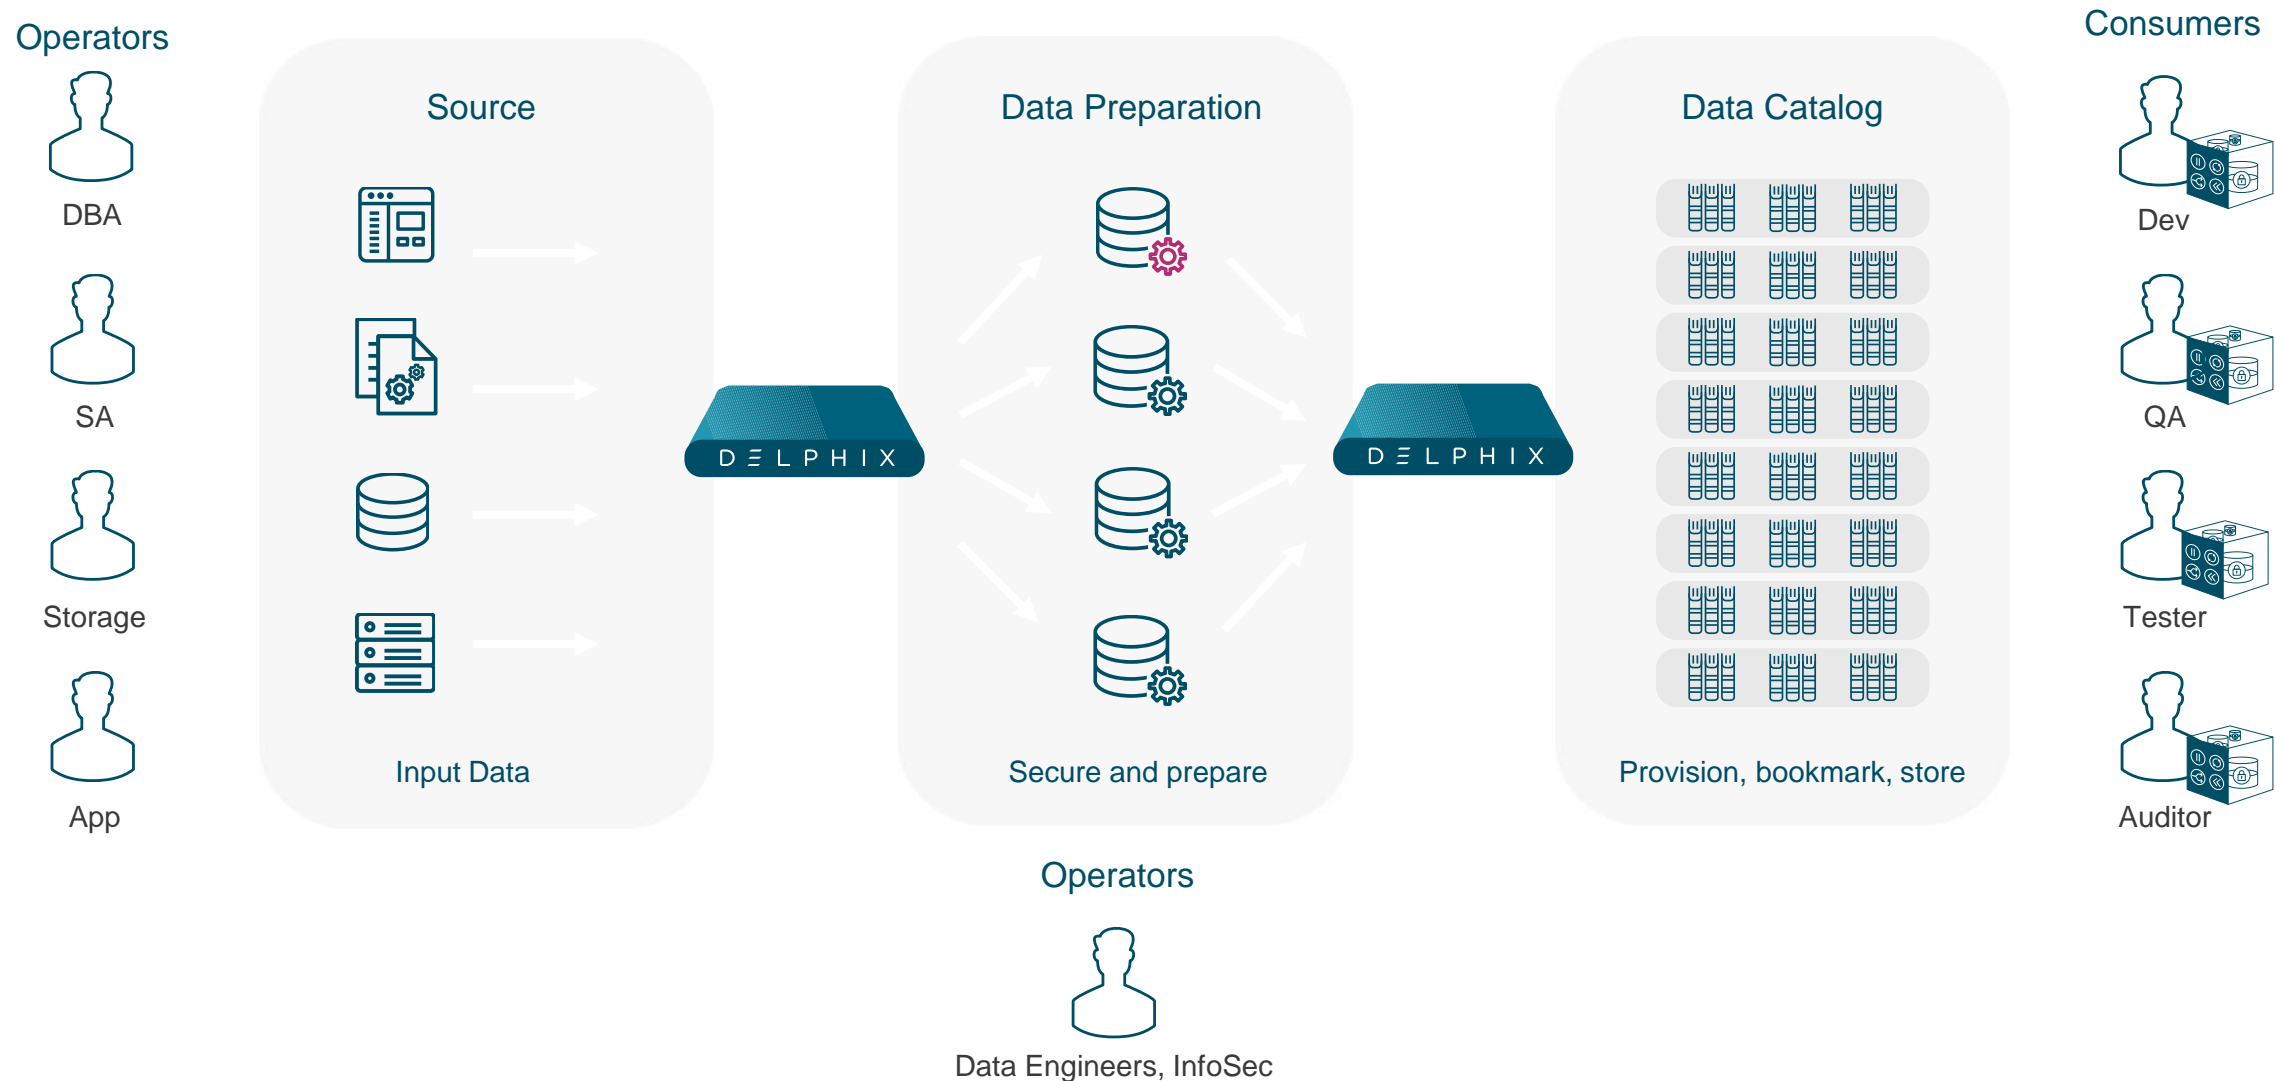 Operators
DBA
SA
Storage
App
Source
Input Data
DELPHIX
Data Preparation
Secure and prepare
Operators
Data Engineers, InfoSec
DELPHIX
Data Catalog
Provision, bookmark, store
Consumers
Dev
QA
Tester
Auditor